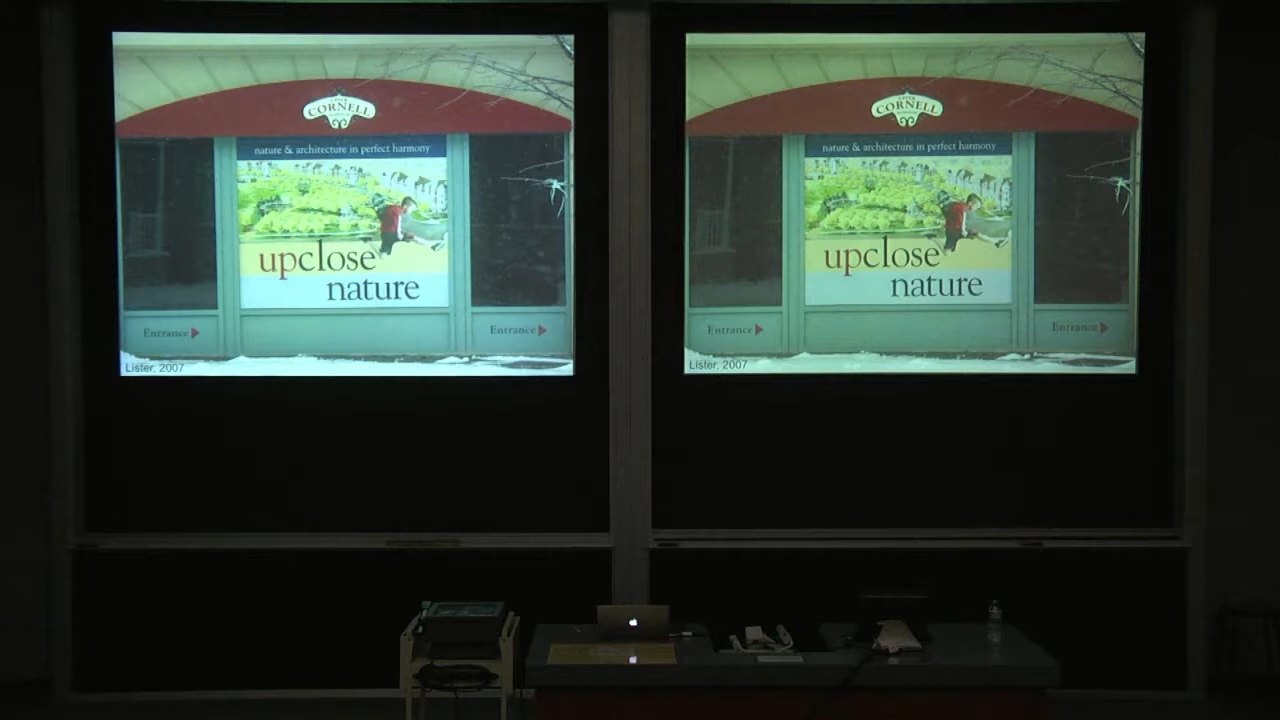 CORNELL
nature & architecture in perfect harmony
upclose
nature
Entrance
Entrance
Lister, 2007
CORNELL
nature & architecture in perfect harmony
upclose
nature
Entrance
Entrance
Lister, 2007